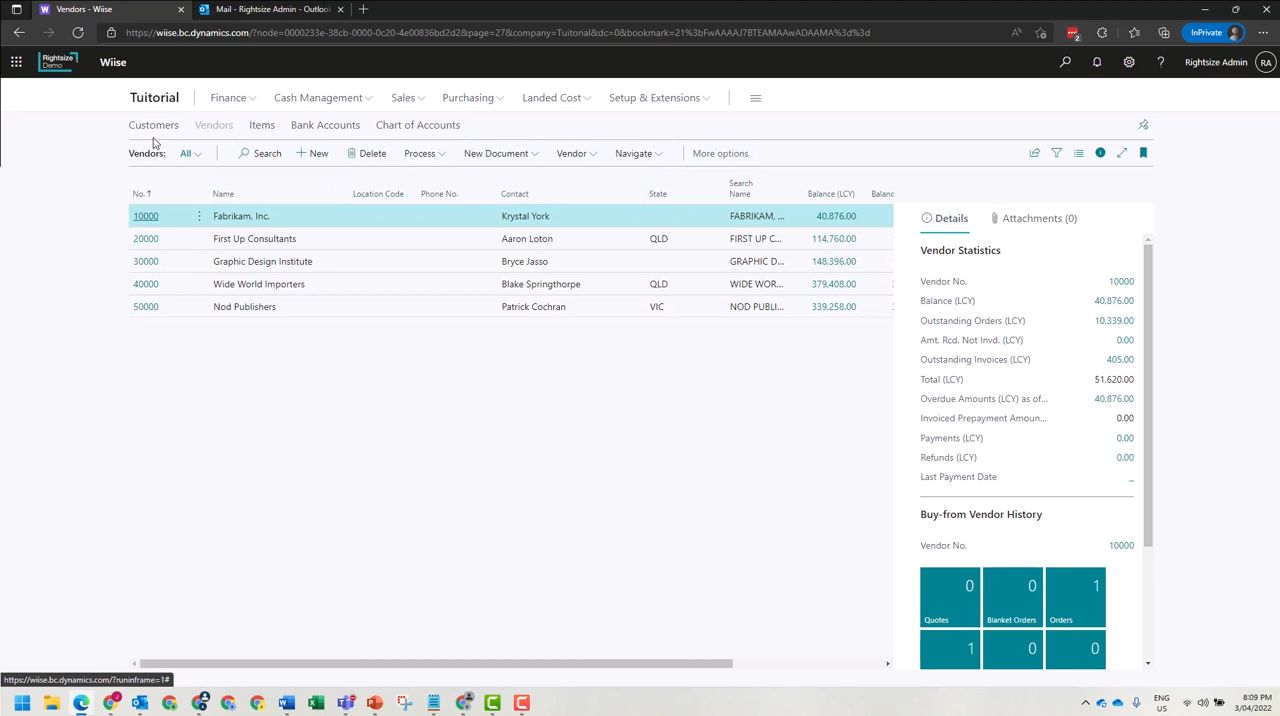 Vendors - Wiise
Mail - Rightsize Admin - Outlook
https://wiise.bc.dynamics.com/?node=0000233e-38cb-0000-0c20-4e00836bd2d2&page=27&company=Tuitorial&dc=0&bookmark=21%3bFwAAAAJ7BTEAMAAwADAAMA%3d%3d
2
InPrivate
Rightsize Demo
Wiise
Rightsize Admin
RA
Tuitorial
Finance
Cash Management
Sales
Purchasing
Landed Cost
Setup & Extensions
Customers
Vendors
Items
Bank Accounts
Chart of Accounts
Vendors:
All
Search
New
Delete
Process
New Document
Vendor
Navigate
More options
No. ↑
Name
Location Code
Phone No.
Contact
State
Search Name
Balance (LCY)
Balanc
10000
Fabrikam, Inc.
Krystal York
FABRIKAM, ...
40,876.00
20000
First Up Consultants
Aaron Loton
QLD
FIRST UP C...
114,760.00
30000
Graphic Design Institute
Bryce Jasso
GRAPHIC D...
148,396.00
40000
Wide World Importers
Blake Springthorpe
QLD
WIDE WOR...
379,408.00
50000
Nod Publishers
Patrick Cochran
VIC
NOD PUBLI...
339,258.00
Details
Attachments (0)
Vendor Statistics
Vendor No.
10000
Balance (LCY)
40,876.00
Outstanding Orders (LCY)
10,339.00
Amt. Rcd. Not Invd. (LCY)
0.00
Outstanding Invoices (LCY)
405.00
Total (LCY)
51,620.00
Overdue Amounts (LCY) as of...
40,876.00
Invoiced Prepayment Amoun...
0.00
Payments (LCY)
0.00
Refunds (LCY)
0.00
Last Payment Date
_
Buy-from Vendor History
Vendor No.
10000
0
Quotes
0
Blanket Orders
1
Orders
1
0
0
https://wiise.bc.dynamics.com/?runinframe=1#
ENG
US
8:09 PM
3/04/2022